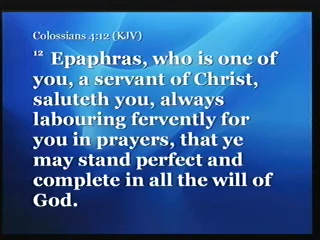 Colossians 4:12 (KJV)
12 Epaphras, who is one of
you, a servant of Christ,
saluteth you, always
labouring fervently for
you in prayers, that ye
may stand perfect and
complete in all the will of
God.